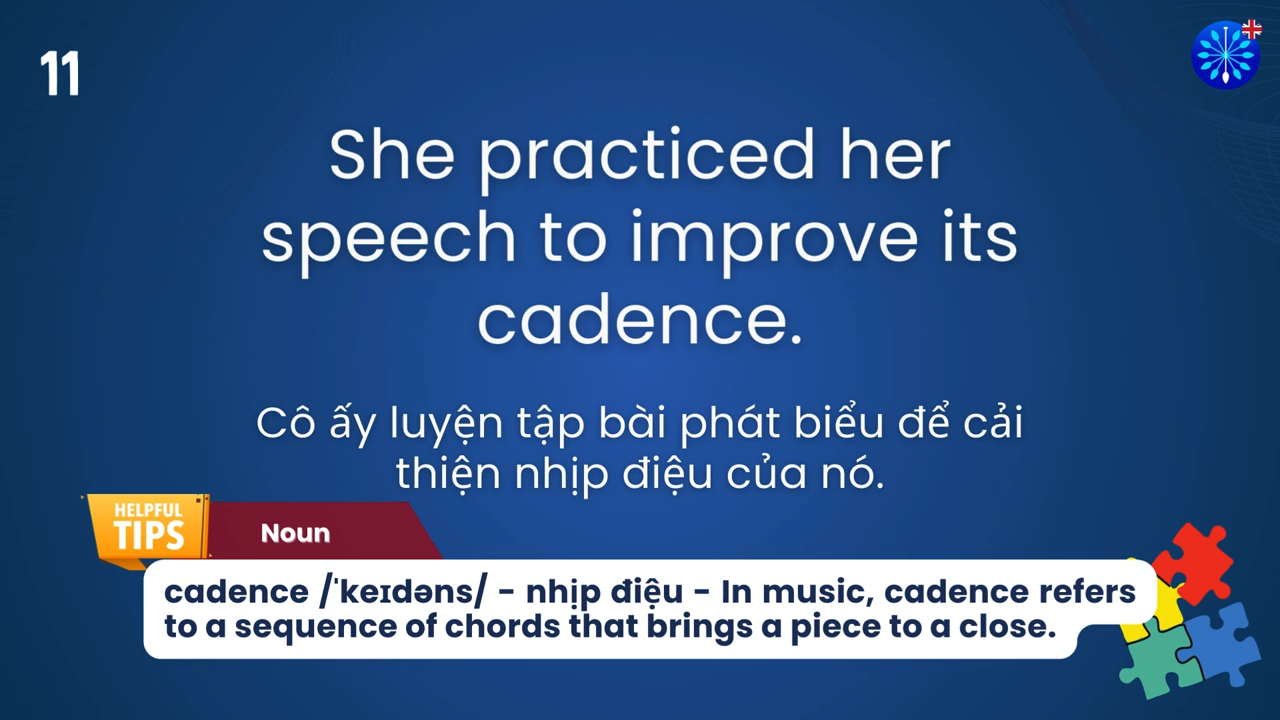 11
She practiced her
speech to improve its
cadence.
Cô ấy luyện tập bài phát biểu để cải
thiện nhịp điệu của nó.
HELPFUL
TIPS
Noun
cadence /ˈkeɪdəns/ - nhịp điệu - In music, cadence refers
to a sequence of chords that brings a piece to a close.